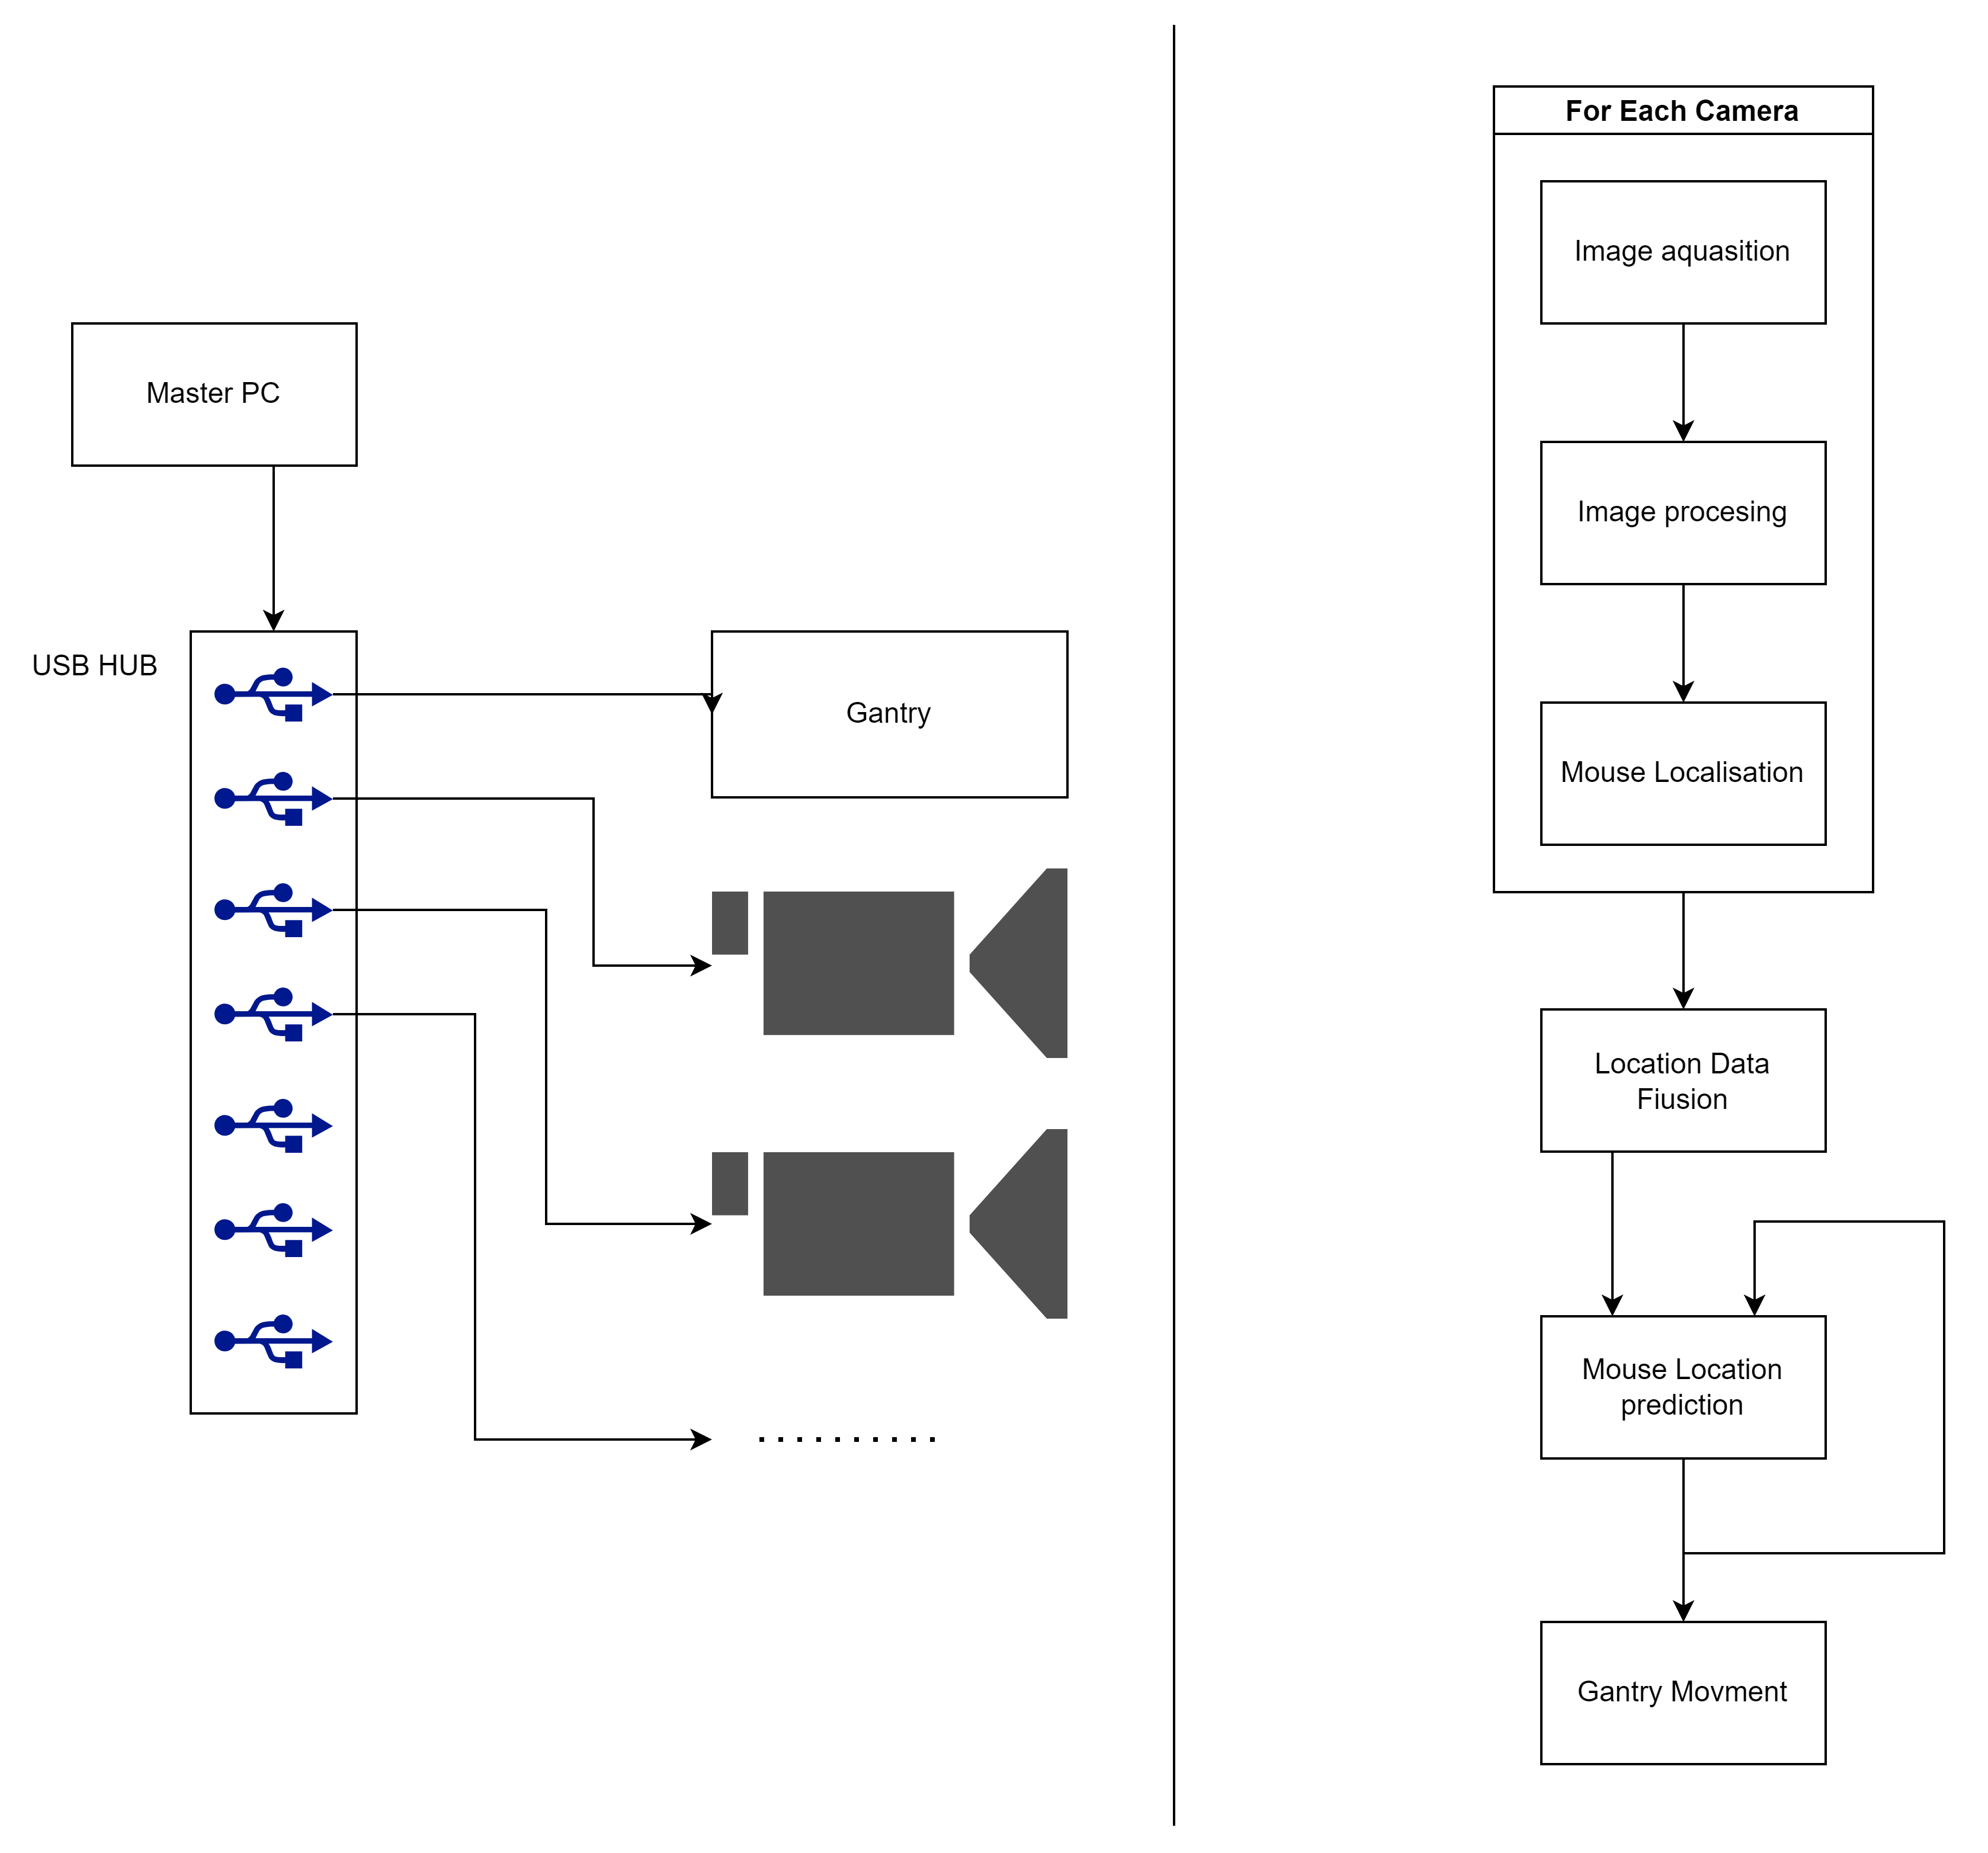 Master PC
USB HUB
Gantry
For Each Camera
Image aquasition
Image procesing
Mouse Localisation
Location Data
Fiusion
Mouse Location
prediction
Gantry Movment